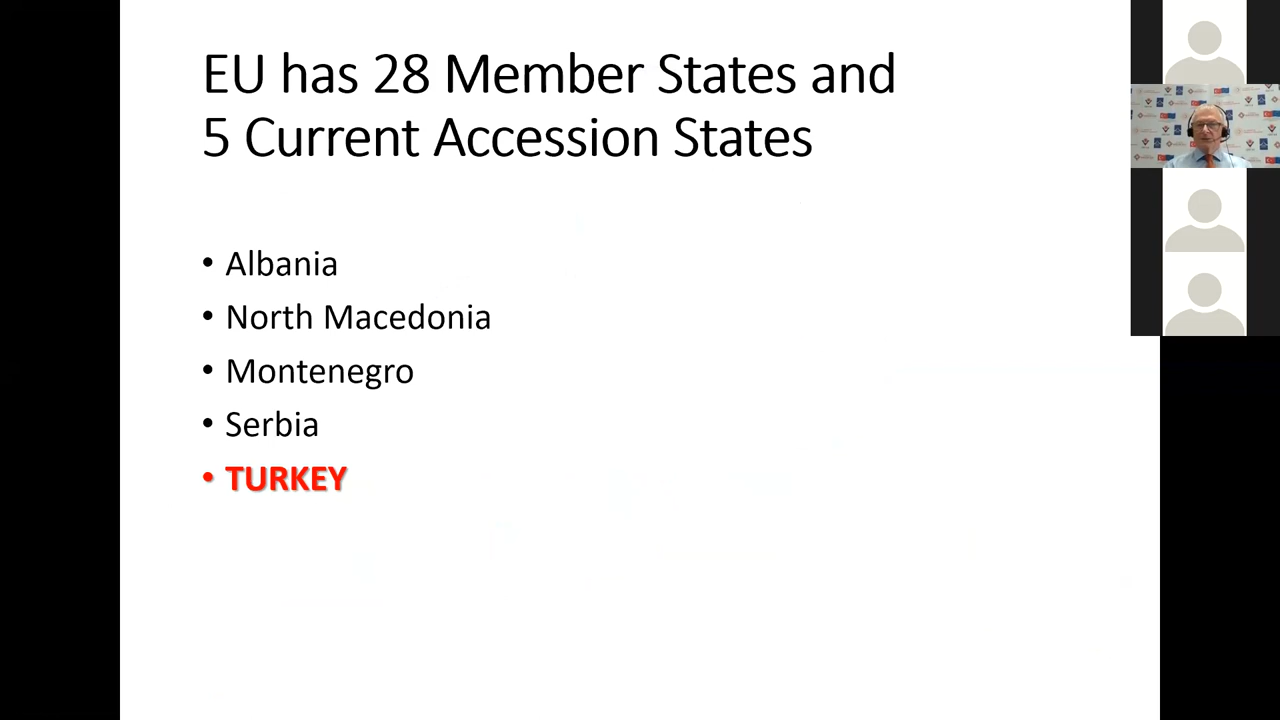 EU has 28 Member States and
5 Current Accession States
• Albania
• North Macedonia
• Montenegro
• Serbia
• TURKEY